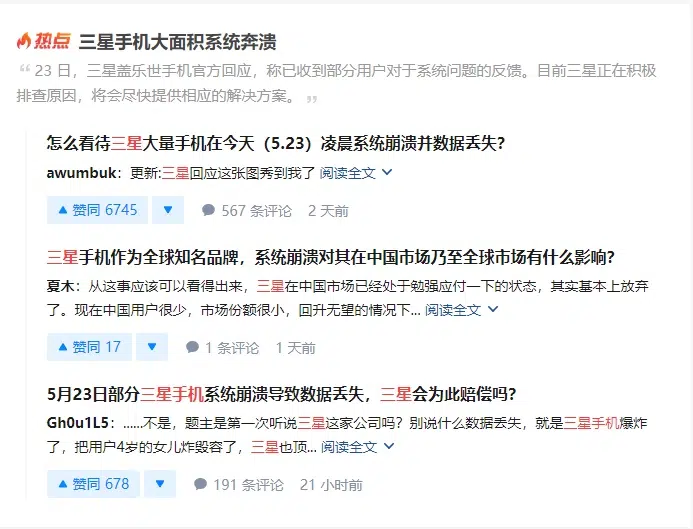 热点 三星手机大面积系统奔溃
“ 23 日，三星盖乐世手机官方回应，称已收到部分用户对于系统问题的反馈。目前三星正在积极
排查原因，将会尽快提供相应的解决方案。 ”
怎么看待三星大量手机在今天（5.23）凌晨系统崩溃并数据丢失？
awumbuk：更新:三星回应这张图秀到我了 阅读全文
赞同 6745 567 条评论 2 天前
三星手机作为全球知名品牌，系统崩溃对其在中国市场乃至全球市场有什么影响？
夏木：从这事应该可以看得出来，三星在中国市场已经处于勉强应付一下的状态，其实基本上放弃
了。现在中国用户很少，市场份额很小，回升无望的情况下... 阅读全文
赞同 17 1 条评论 1 天前
5月23日部分三星手机系统崩溃导致数据丢失，三星会为此赔偿吗？
Gh0u1L5：......不是，题主是第一次听说三星这家公司吗？别说什么数据丢失，就是三星手机爆炸
了，把用户4岁的女儿炸毁容了，三星也顶... 阅读全文
赞同 678 191 条评论 21 小时前